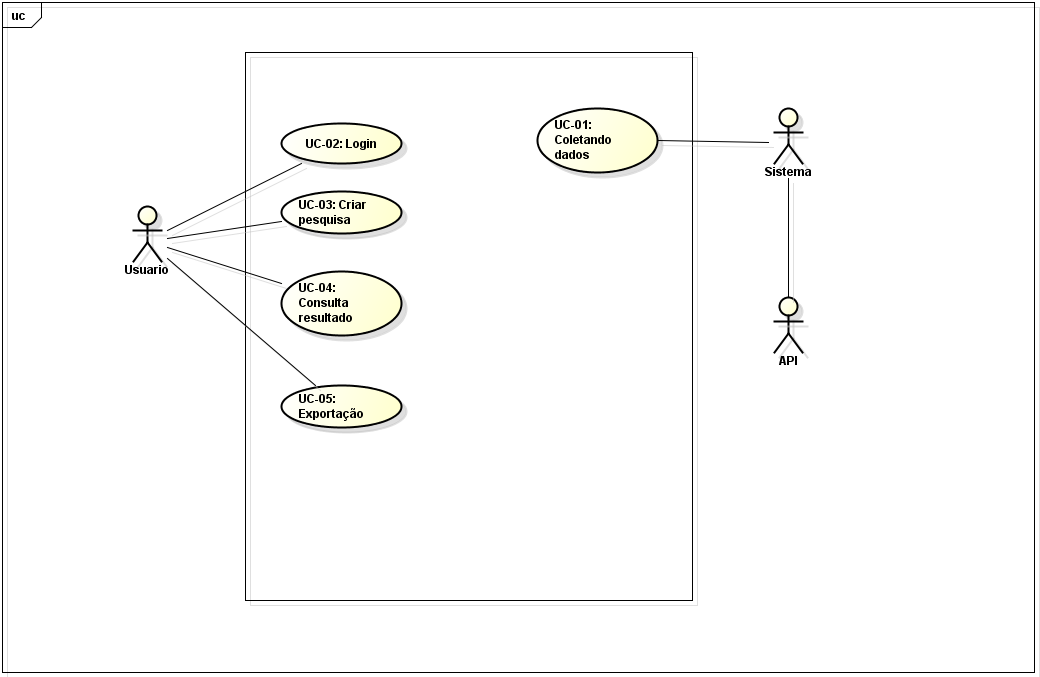 uc
UC-02: Login
UC-01:
Coletando
dados
Sistema
UC-03: Criar
pesquisa
Usuario
UC-04:
Consulta
resultado
API
UC-05:
Exportação